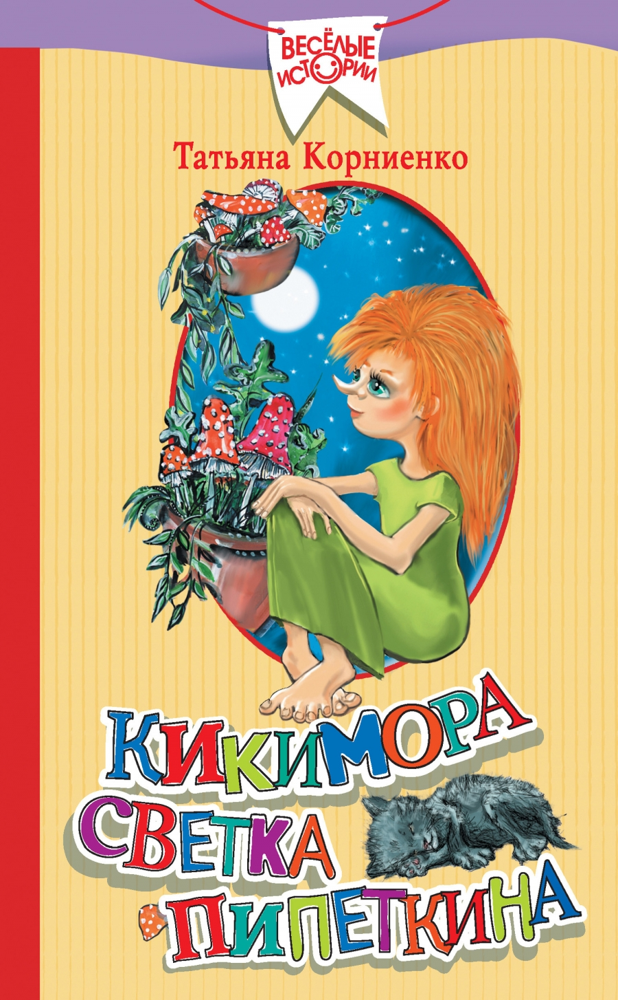 ВЕСЁЛЫЕ
ИСТОРИИ
Татьяна Корниенко
КИКИМОРА
СВЕТКА
ПИПЕТКИНА